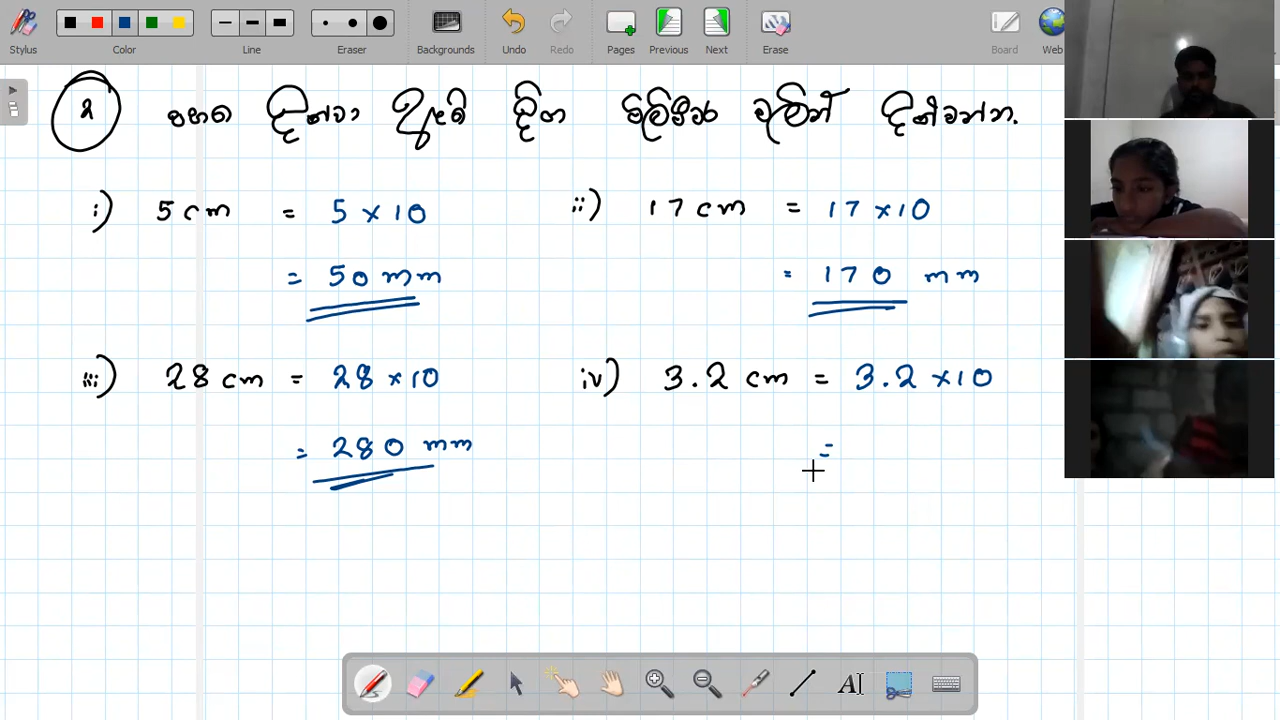 Stylus Color Line Eraser Backgrounds Undo Redo Pages Previous Next Erase Board Web
2 පහත දක්වා ඇති දිග මිලිමීටර වලින් දක්වන්න.
i) 5 cm = 5 × 10
= 50 mm
ii) 17 cm = 17 × 10
= 170 mm
iii) 28 cm = 28 × 10
= 280 mm
iv) 3.2 cm = 3.2 × 10
=